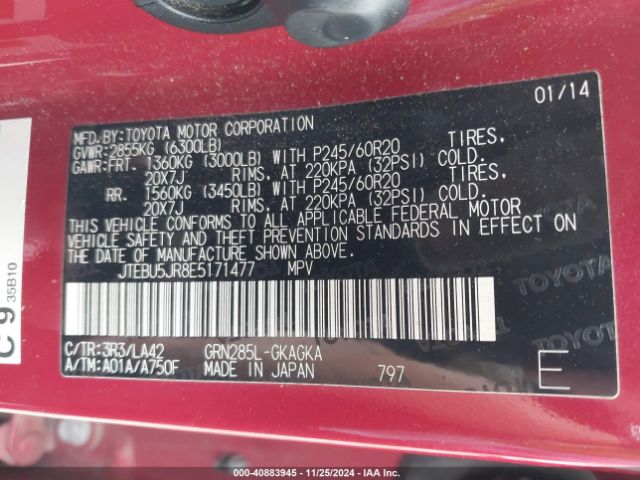 01/14
MFD.BY:TOYOTA MOTOR CORPORATION
GVWR:2855KG (6300LB)
GAWR:FRT. 1360KG (3000LB) WITH P245/60R20 TIRES,
20X7J RIMS, AT 220KPA (32PSI) COLD.
RR. 1560KG (3450LB) WITH P245/60R20 TIRES,
20X7J RIMS, AT 220KPA (32PSI) COLD.
THIS VEHICLE CONFORMS TO ALL APPLICABLE FEDERAL MOTOR
VEHICLE SAFETY AND THEFT PREVENTION STANDARDS IN EFFECT ON
THE DATE OF MANUFACTURE SHOWN ABOVE.
JTEBU5JR8E5171477 MPV
TOYOTA TOYOTA
C/TR:3R3/LA42 GRN285L-GKAGKA
A/TM:A01A/A750F MADE IN JAPAN 797 E
C 9 35B10
000-40883945 - 11/25/2024 - IAA Inc.